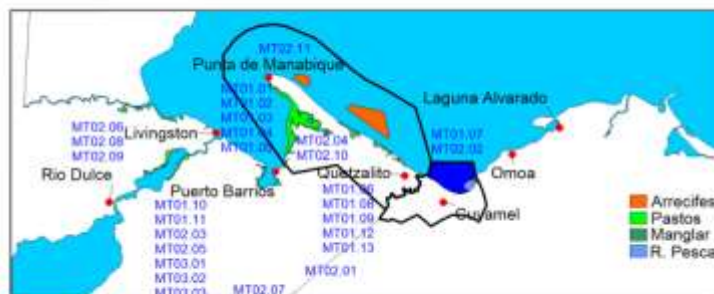 MT02.11
Punta de Manabique
MT01.01
MT01.02
MT01.03
MT01.04
MT01.05
Laguna Alvarado
MT02.06
MT02.08
MT02.09
Livingston
MT02.04
MT02.10
MT01.07
MT02.02
Rio Dulce
Puerto Barrios
Quetzalito
Omoa
Cuyamel
MT01.10
MT01.11
MT02.03
MT02.05
MT03.01
MT03.02
MT03.03
MT01.06
MT01.08
MT01.09
MT01.12
MT01.13
MT02.01
MT02.07
Arrecifes
Pastos
Manglar
R. Pesca